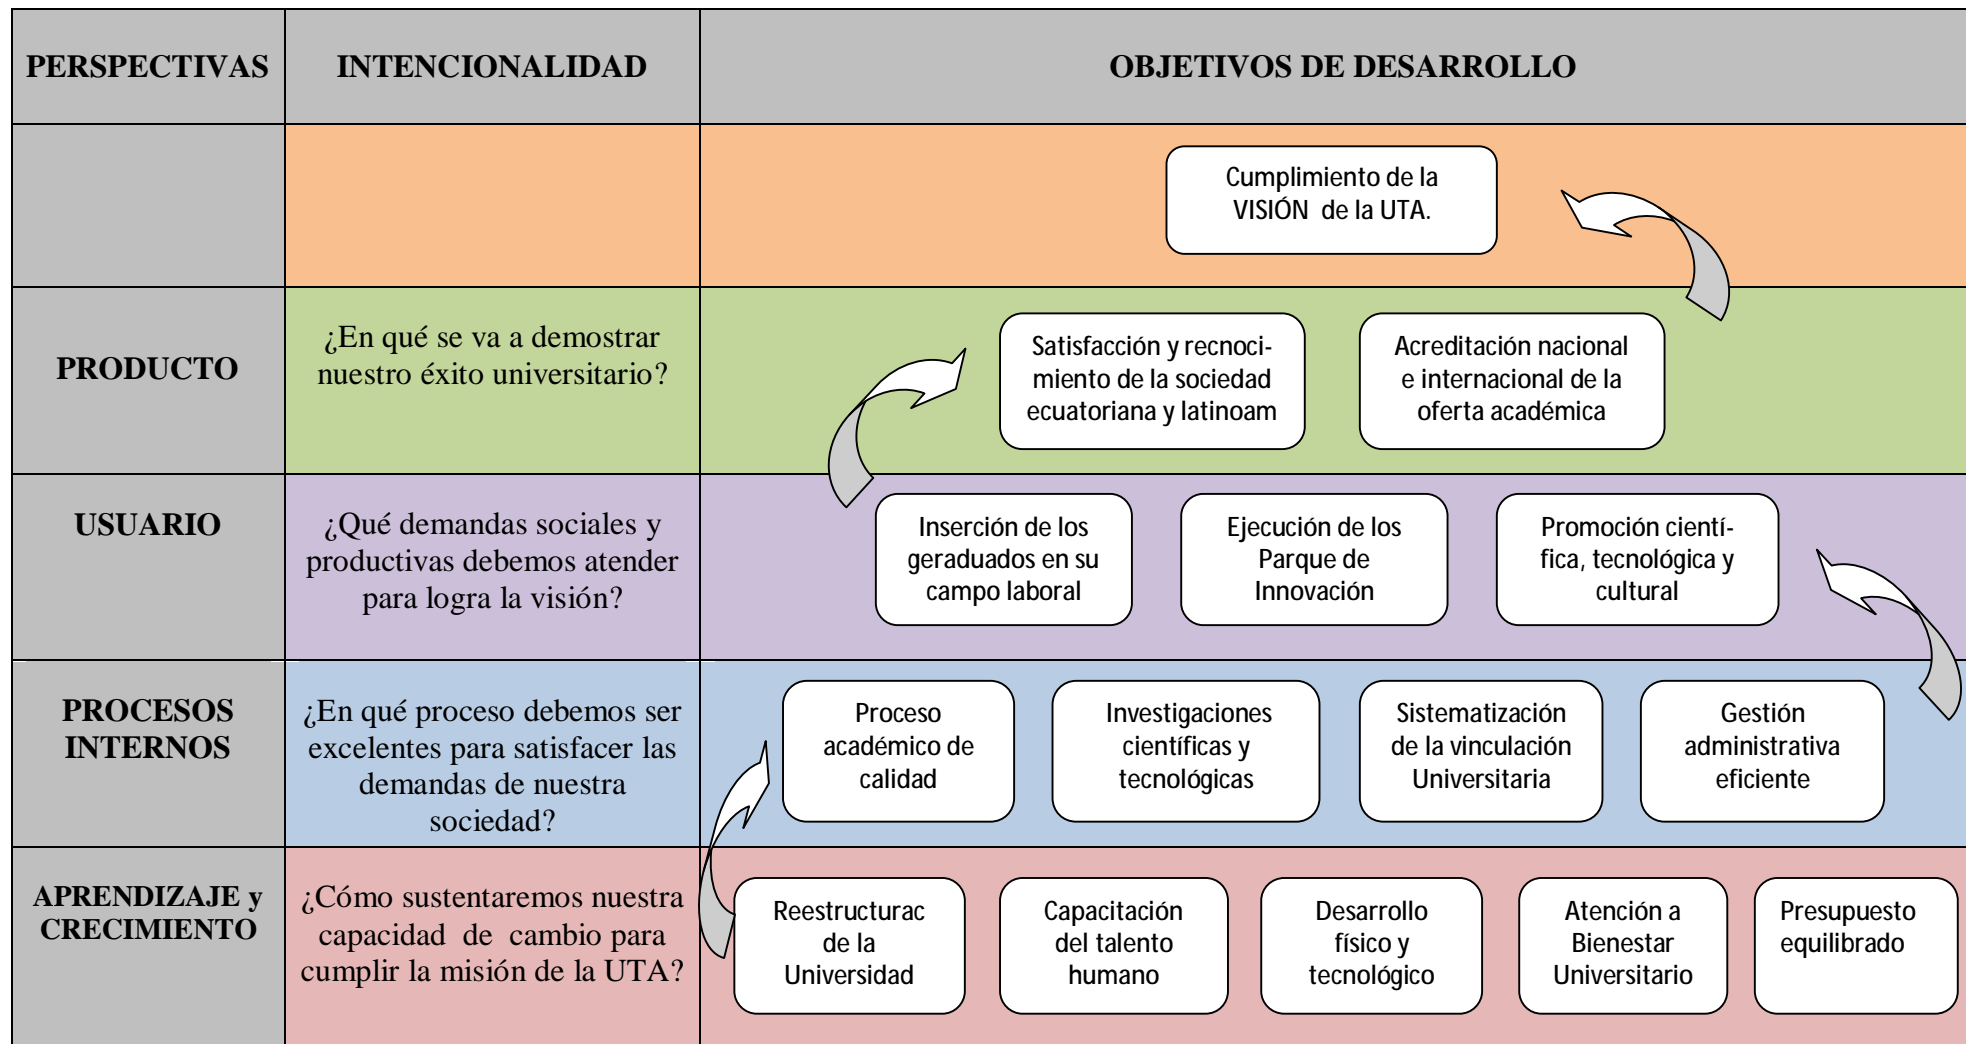 PERSPECTIVAS
INTENCIONALIDAD
OBJETIVOS DE DESARROLLO
Cumplimiento de la
VISIÓN de la UTA.
PRODUCTO
¿En qué se va a demostrar
nuestro éxito universitario?
Satisfacción y recnoci-
miento de la sociedad
ecuatoriana y latinoam
Acreditación nacional
e internacional de la
oferta académica
USUARIO
¿Qué demandas sociales y
productivas debemos atender
para logra la visión?
Inserción de los
geraduados en su
campo laboral
Ejecución de los
Parque de
Innovación
Promoción cientí-
fica, tecnológica y
cultural
PROCESOS
INTERNOS
¿En qué proceso debemos ser
excelentes para satisfacer las
demandas de nuestra
sociedad?
Proceso
académico de
calidad
Investigaciones
científicas y
tecnológicas
Sistematización
de la vinculación
Universitaria
Gestión
administrativa
eficiente
APRENDIZAJE y
CRECIMIENTO
¿Cómo sustentaremos nuestra
capacidad de cambio para
cumplir la misión de la UTA?
Reestructurac
de la
Universidad
Capacitación
del talento
humano
Desarrollo
físico y
tecnológico
Atención a
Bienestar
Universitario
Presupuesto
equilibrado